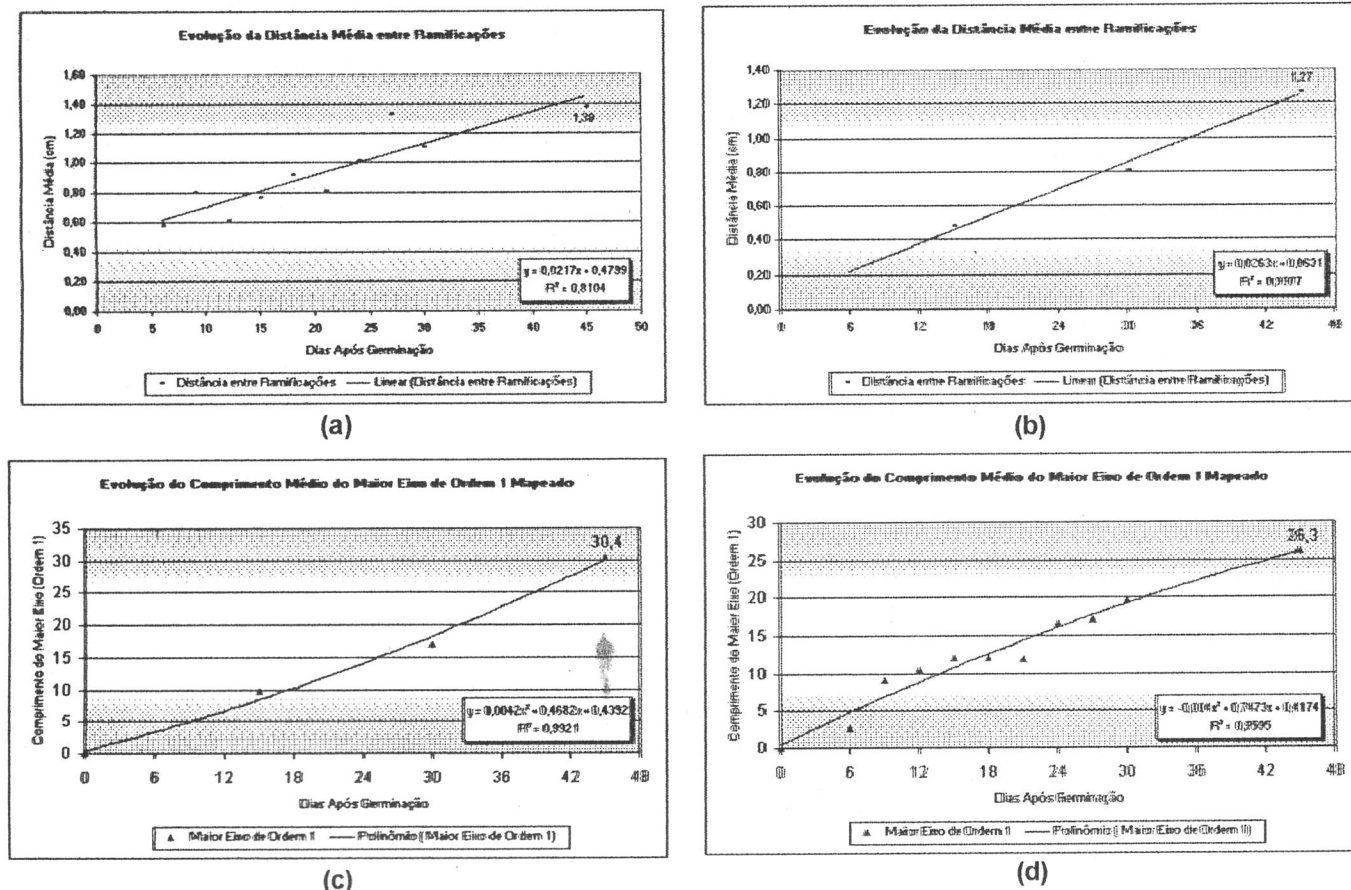 Evolução da Distância Média entre Ramificações
Distância Média (cm)
1,60
1,40
1,20
1,00
0,80
0,60
0,40
0,20
0,00
1,39
y = 0,0217x + 0,4799
R² = 0,8104
0 5 10 15 20 25 30 35 40 45 50
Dias Após Germinação
Distância entre Ramificações Linear (Distância entre Ramificações)
(a)
Evolução da Distância Média entre Ramificações
Distância Média (cm)
1,40
1,20
1,00
0,80
0,60
0,40
0,20
0,00
1,27
y = 0,0263x + 0,0631
0 6 12 18 24 30 36 42 48
Dias Após Germinação
Distância entre Ramificações Linear (Distância entre Ramificações)
(b)
Evolução do Comprimento Médio do Maior Eixo de Ordem 1 Mapeado
Comprimento do Maior Eixo (Ordem 1)
35
30
25
20
15
10
5
0
30,4
y = 0,0042x² + 0,4682x + 0,4392
R² = 0,9921
0 6 12 18 24 30 36 42 48
Dias Após Germinação
Maior Eixo de Ordem 1 Polinômio (Maior Eixo de Ordem 1)
(c)
Evolução do Comprimento Médio do Maior Eixo de Ordem 1 Mapeado
Comprimento do Maior Eixo (Ordem 1)
30
25
20
15
10
5
0
26,3
R² = 0,9595
0 6 12 18 24 30 36 42 48
Dias Após Germinação
Maior Eixo de Ordem 1 Polinômio (Maior Eixo de Ordem 1)
(d)